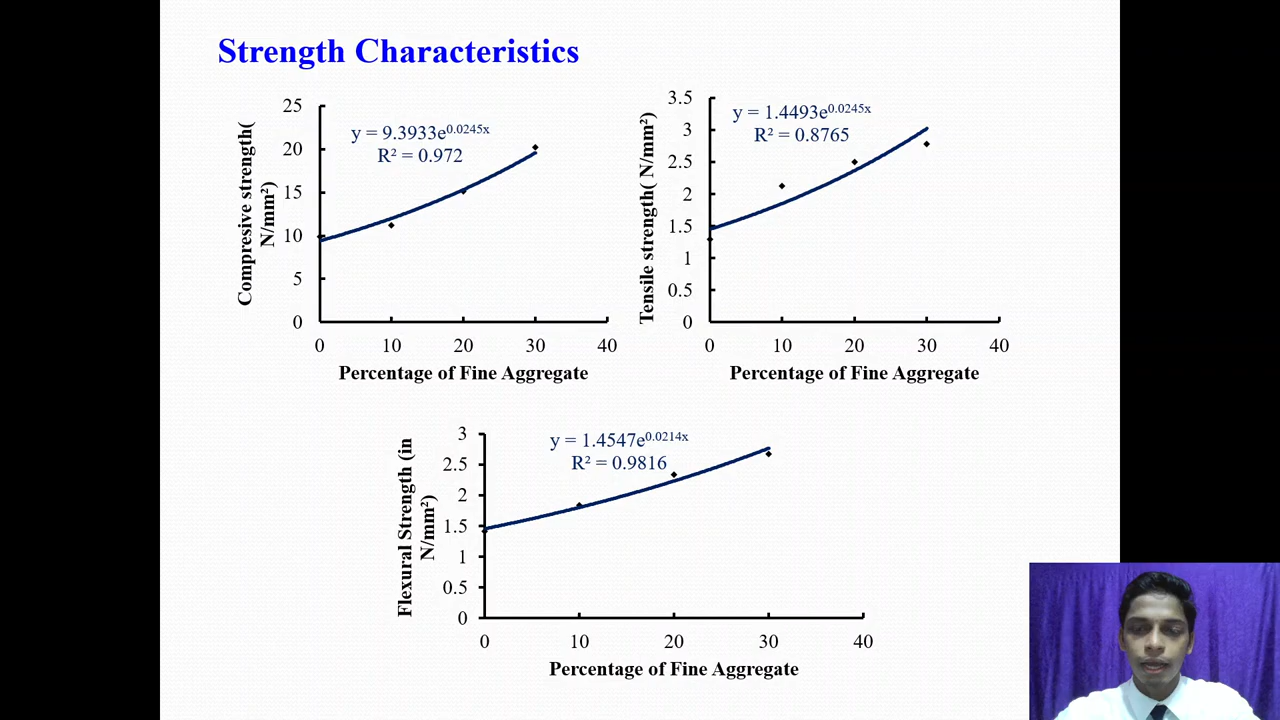 Strength Characteristics
Compresive strength(
N/mm²)
25
20
15
10
5
0
y = 9.3933e^0.0245x
R² = 0.972
0 10 20 30 40
Percentage of Fine Aggregate
Tensile strength( N/mm²)
3.5
3
2.5
2
1.5
1
0.5
0
y = 1.4493e^0.0245x
R² = 0.8765
0 10 20 30 40
Percentage of Fine Aggregate
Flexural Strength (in
N/mm²)
3
2.5
2
1.5
1
0.5
0
y = 1.4547e^0.0214x
R² = 0.9816
0 10 20 30 40
Percentage of Fine Aggregate